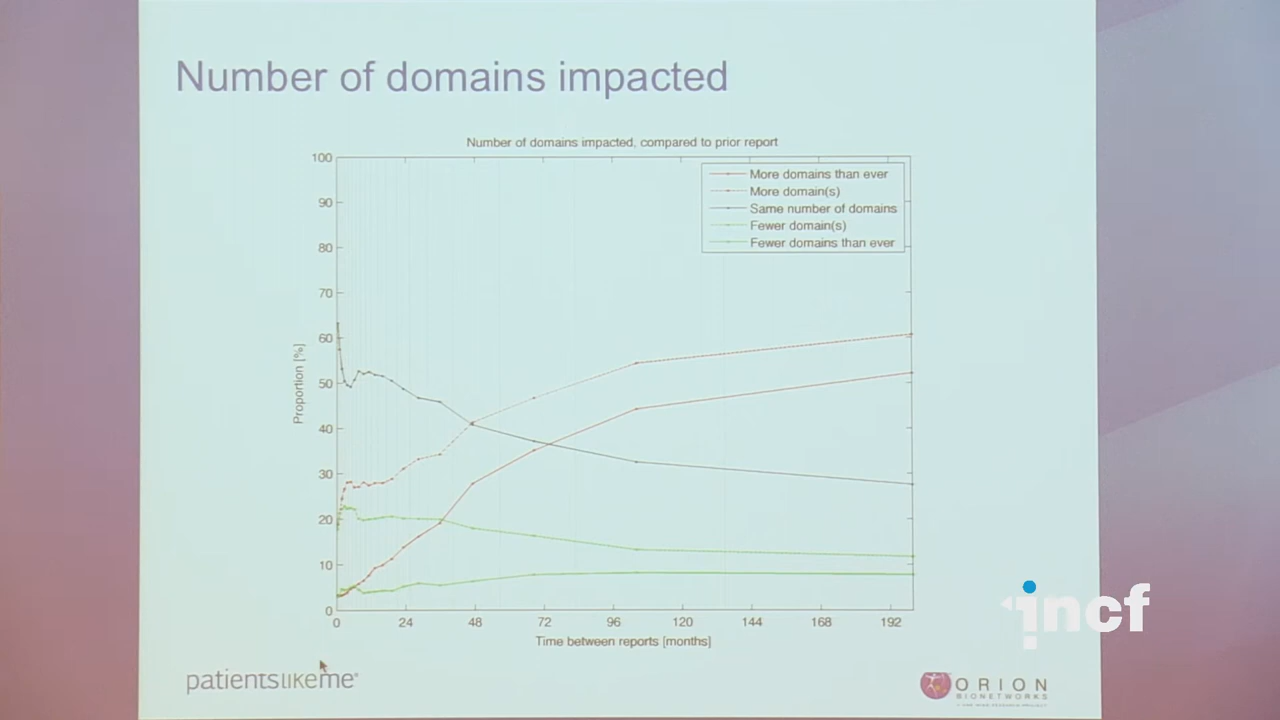 Number of domains impacted
Number of domains impacted, compared to prior report
More domains than ever
More domain(s)
Same number of domains
Fewer domain(s)
Fewer domains than ever
100
90
80
70
60
50
40
30
20
10
0
Proportion [%]
0 24 48 72 96 120 144 168 192
Time between reports [months]
patientslikeme®
ORION
BIONETWORKS
incf